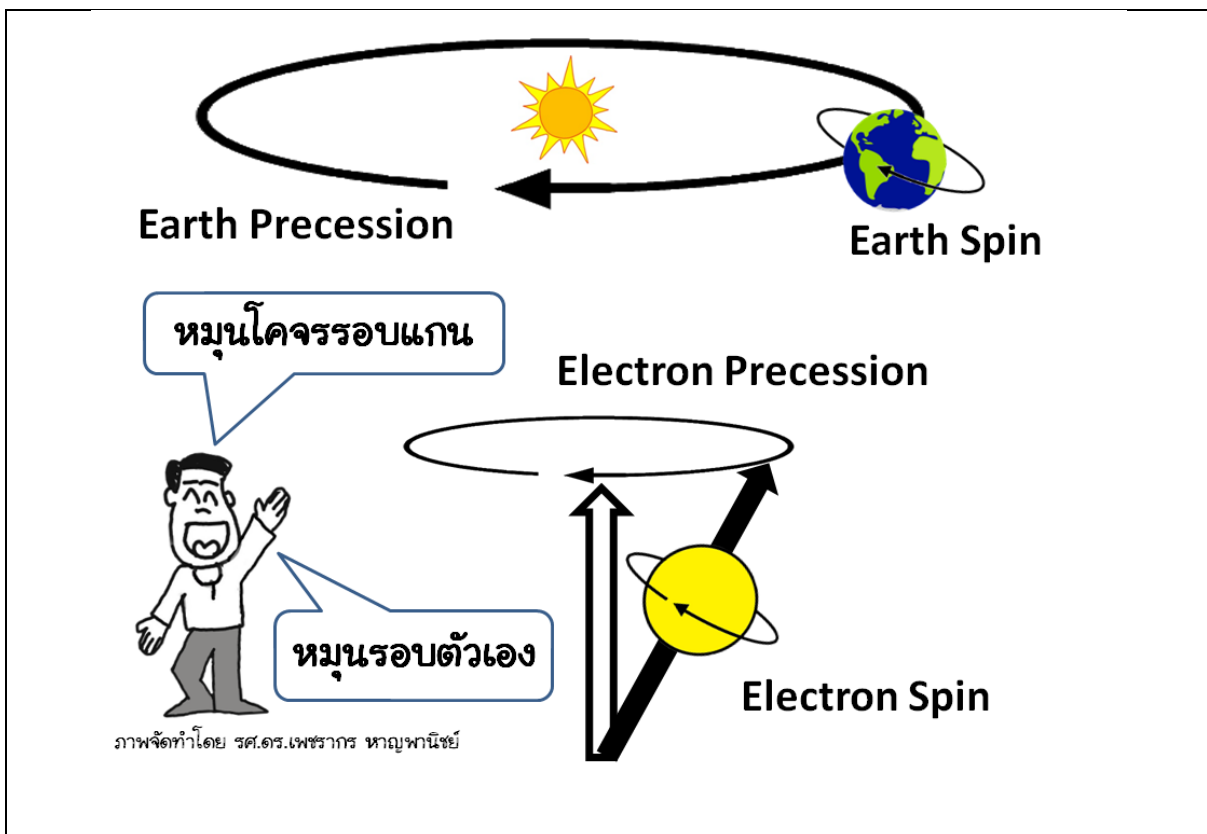 Earth Precession
Earth Spin
หมุนโคจรรอบแกน
Electron Precession
หมุนรอบตัวเอง
Electron Spin
ภาพจัดทำโดย รศ.ดร.เพชรากร หาญพานิชย์